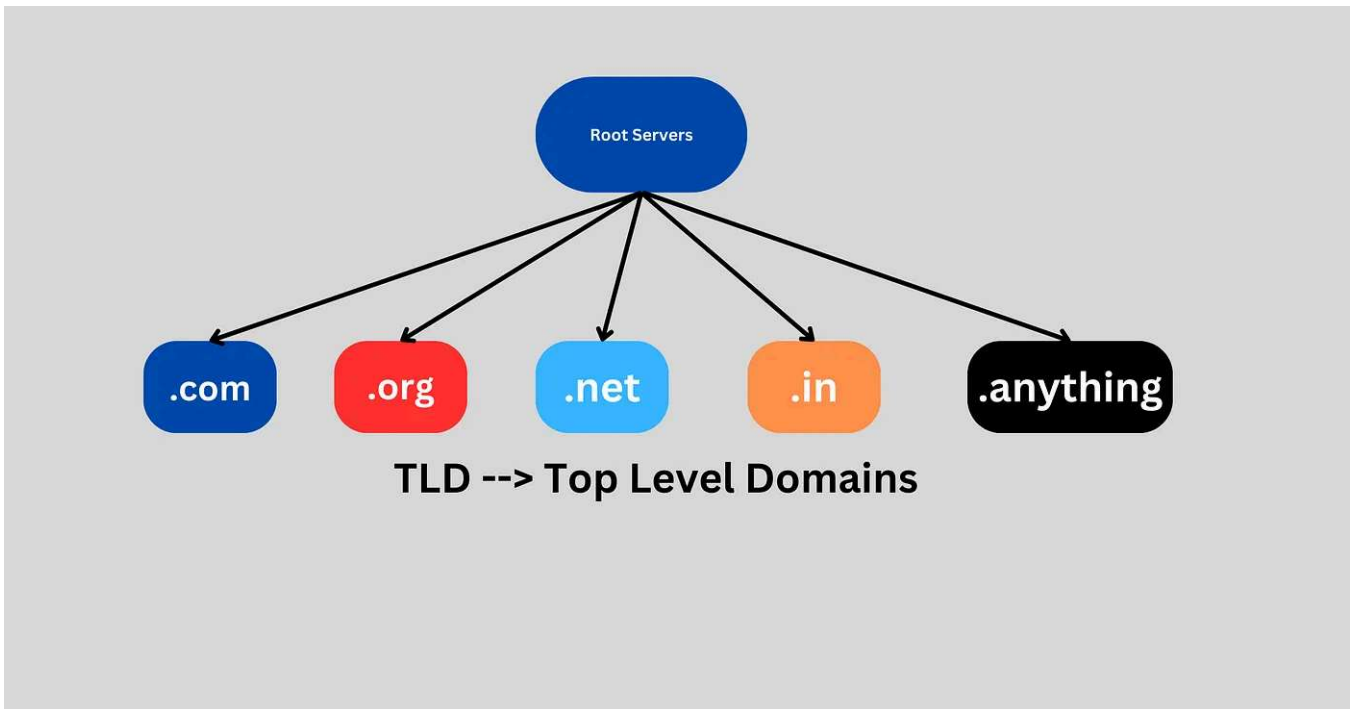 Root Servers
.com
.org
.net
.in
.anything
TLD --> Top Level Domains